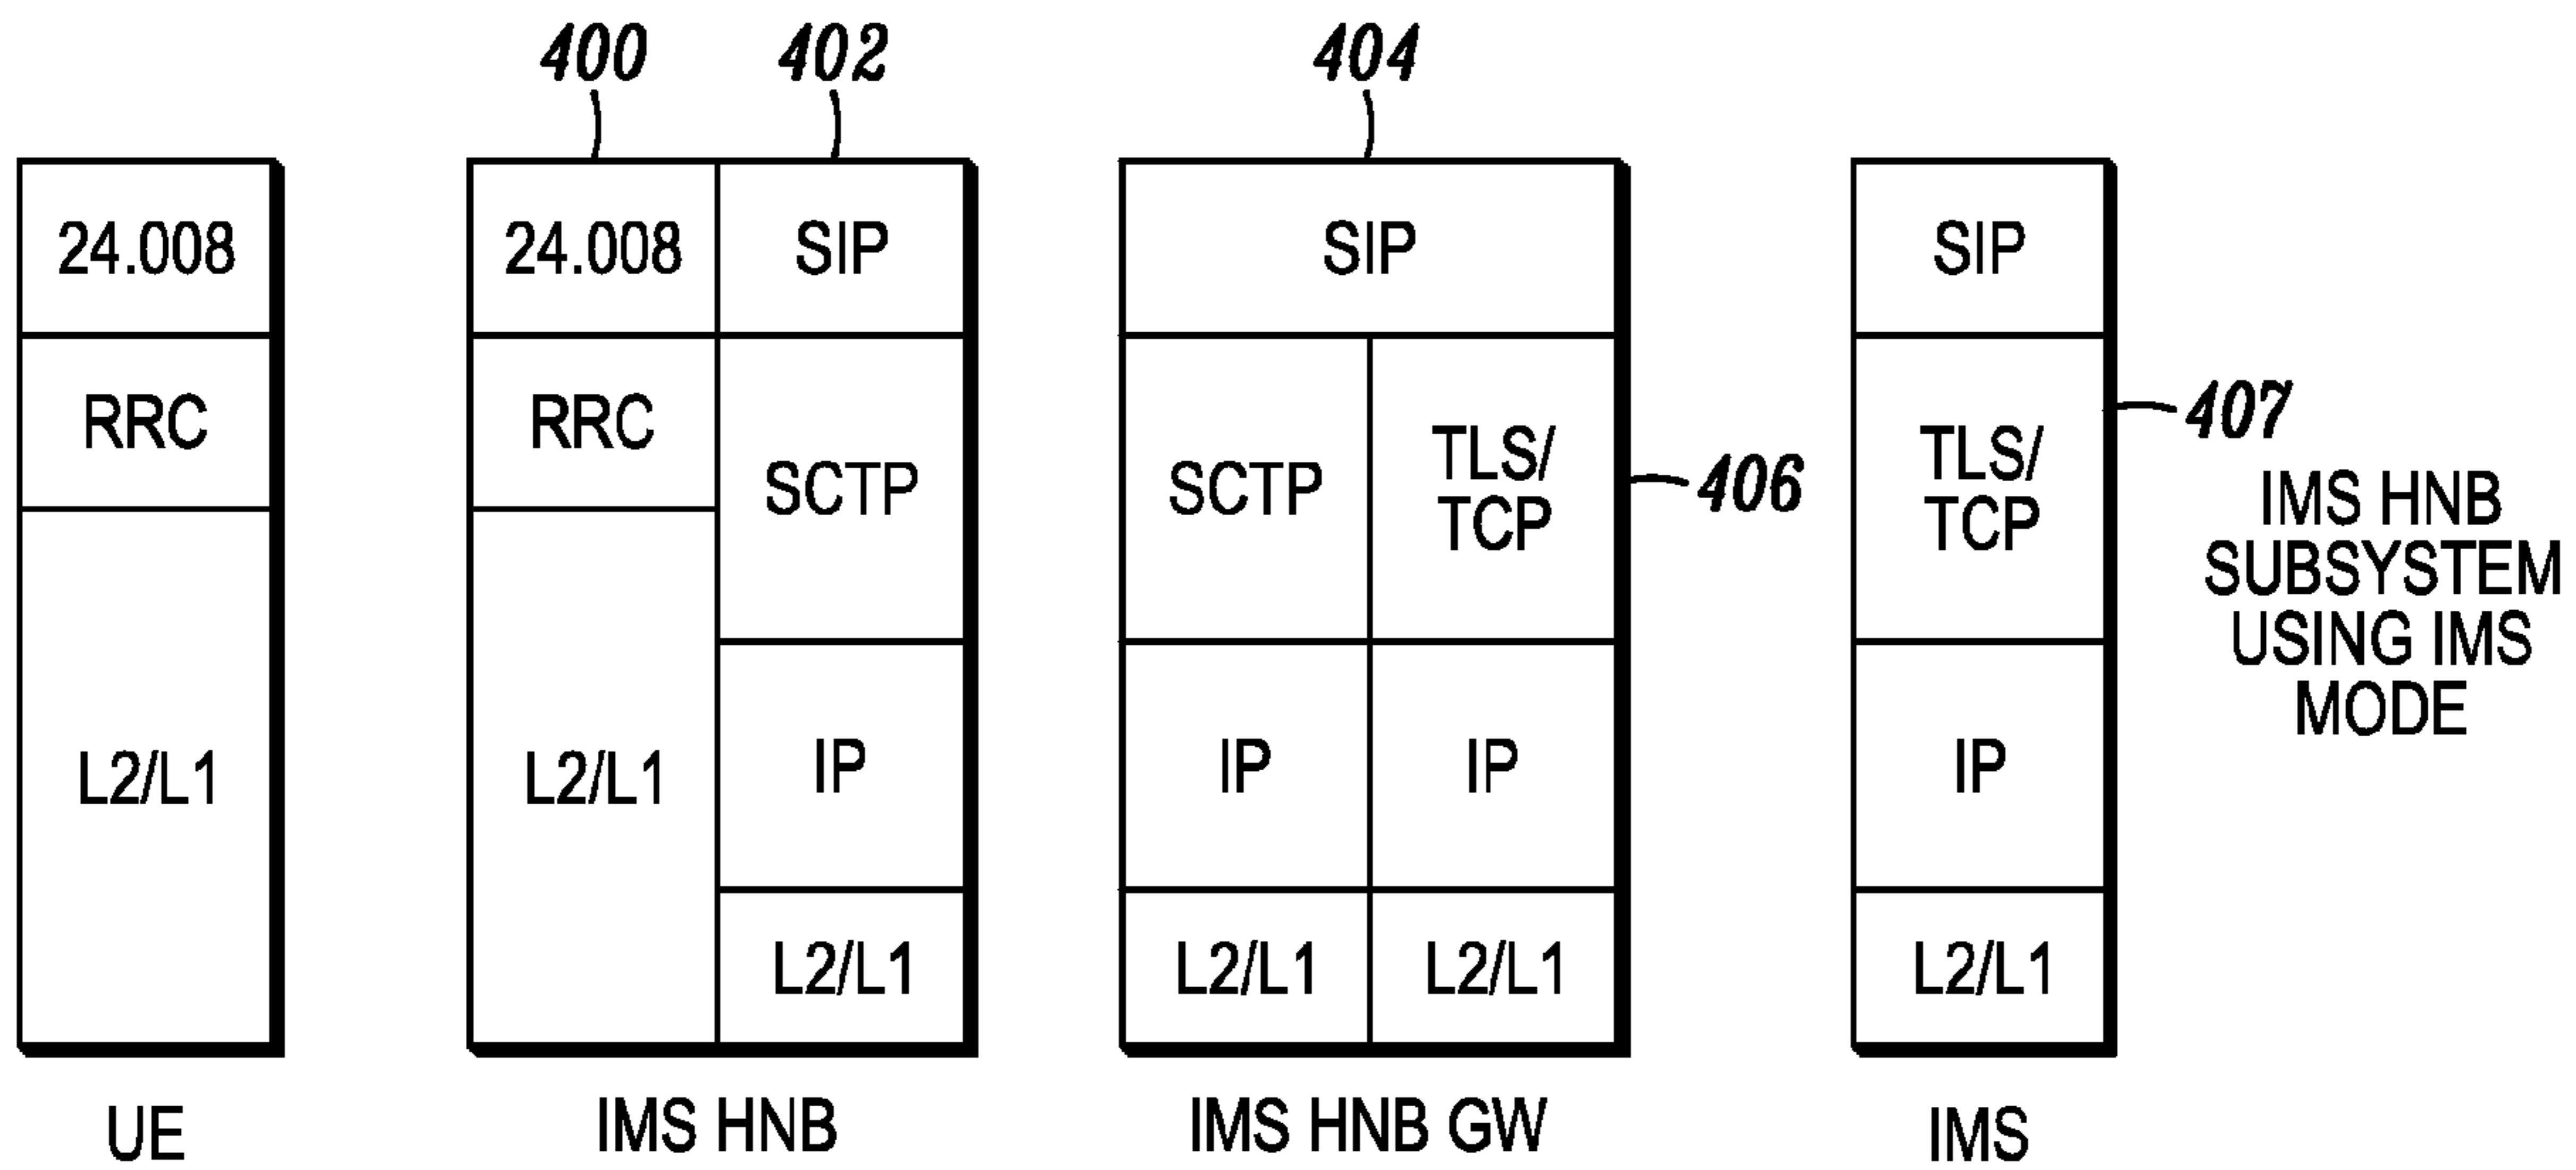 400
402
404
24.008
24.008
SIP
SIP
SIP
RRC
RRC
SCTP
SCTP
TLS/
TCP
406
TLS/
TCP
407
IMS HNB
SUBSYSTEM
USING IMS
MODE
L2/L1
L2/L1
IP
IP
IP
IP
L2/L1
L2/L1
L2/L1
L2/L1
UE
IMS HNB
IMS HNB GW
IMS